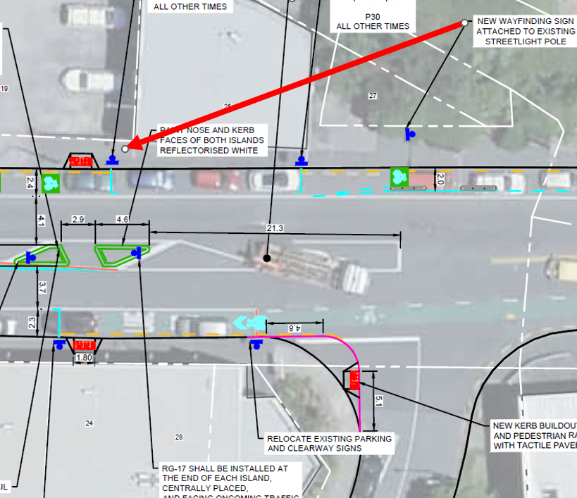 ALL OTHER TIMES
P30
ALL OTHER TIMES
NEW WAYFINDING SIGN
ATTACHED TO EXISTING
STREETLIGHT POLE
19
27
NOSE AND KERB
FACES OF BOTH ISLANDS
REFLECTORISED WHITE
2.4
2.0
4.1
2.9
4.6
21.3
3.7
2.3
4.8
1.80
5.1
24
28
RELOCATE EXISTING PARKING
AND CLEARWAY SIGNS
NEW KERB BUILDOU
AND PEDESTRIAN RA
WITH TACTILE PAVE
RG-17 SHALL BE INSTALLED AT
THE END OF EACH ISLAND,
CENTRALLY PLACED,
AND FACING ONCOMING TRAFFIC